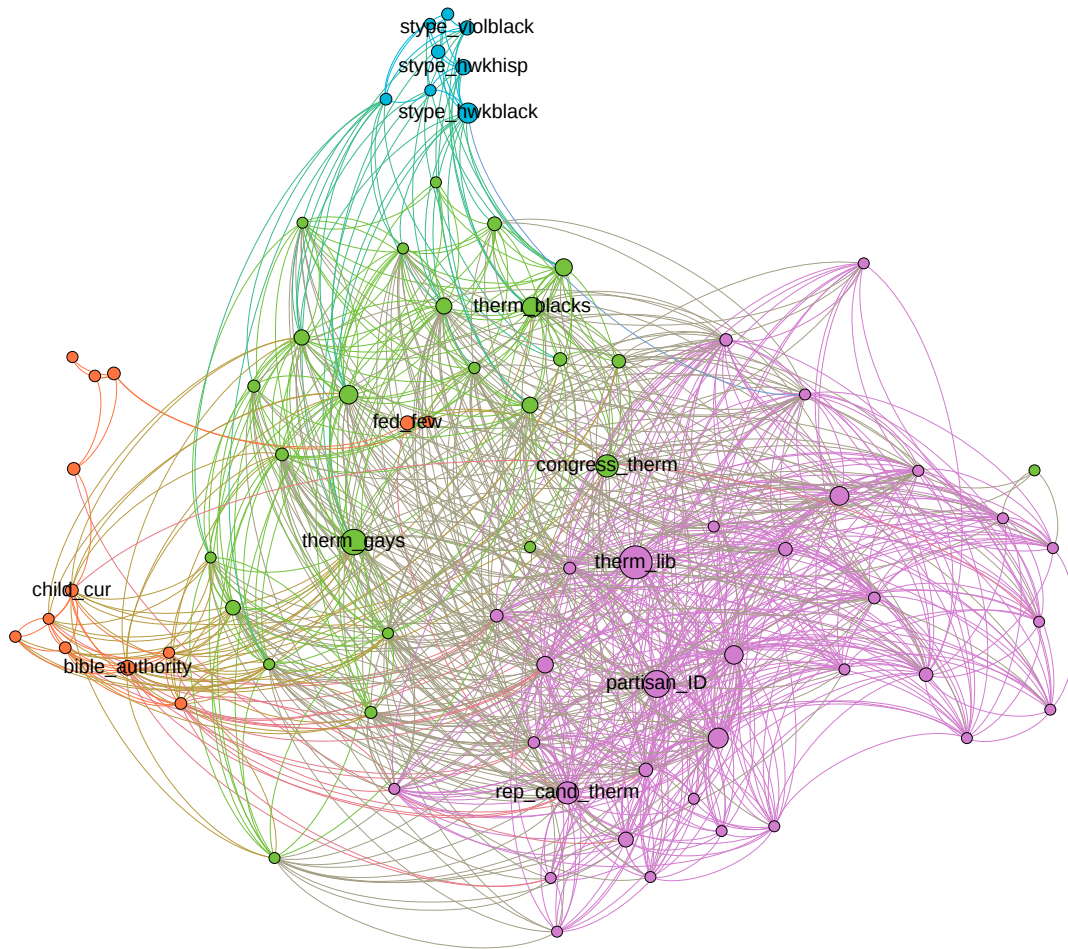 stype_violblack
stype_hwkhisp
stype_hwkblack
therm_blacks
fed_few
congress_therm
therm_gays
therm_lib
child_cur
bible_authority
partisan_ID
rep_cand_therm